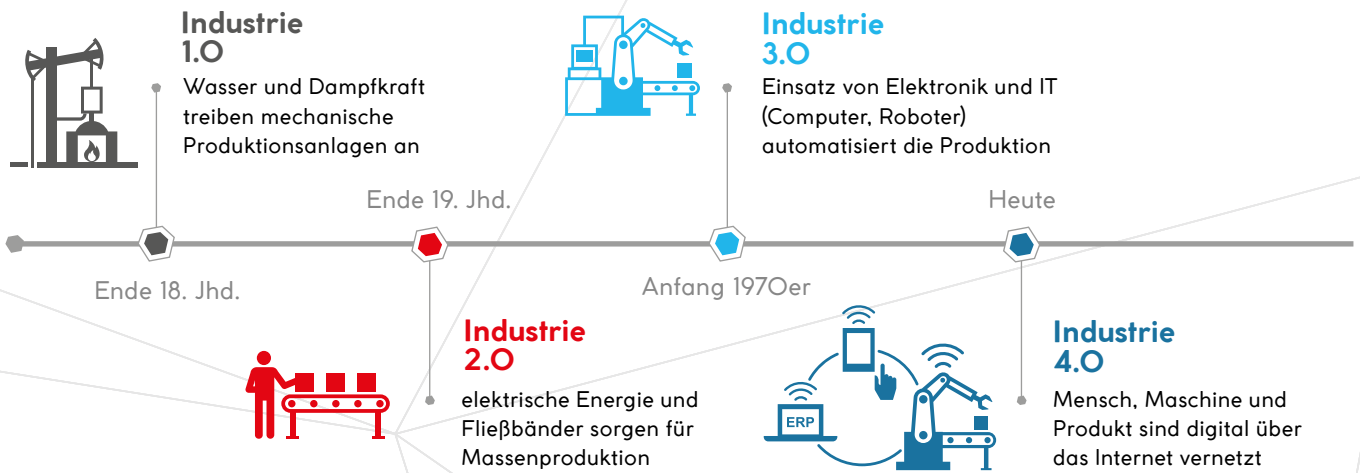 Industrie
1.0
Wasser und Dampfkraft
treiben mechanische
Produktionsanlagen an
Ende 18. Jhd.
Ende 19. Jhd.
Industrie
2.0
elektrische Energie und
Fließbänder sorgen für
Massenproduktion
Industrie
3.0
Einsatz von Elektronik und IT
(Computer, Roboter)
automatisiert die Produktion
Anfang 1970er
Heute
ERP
Industrie
4.0
Mensch, Maschine und
Produkt sind digital über
das Internet vernetzt